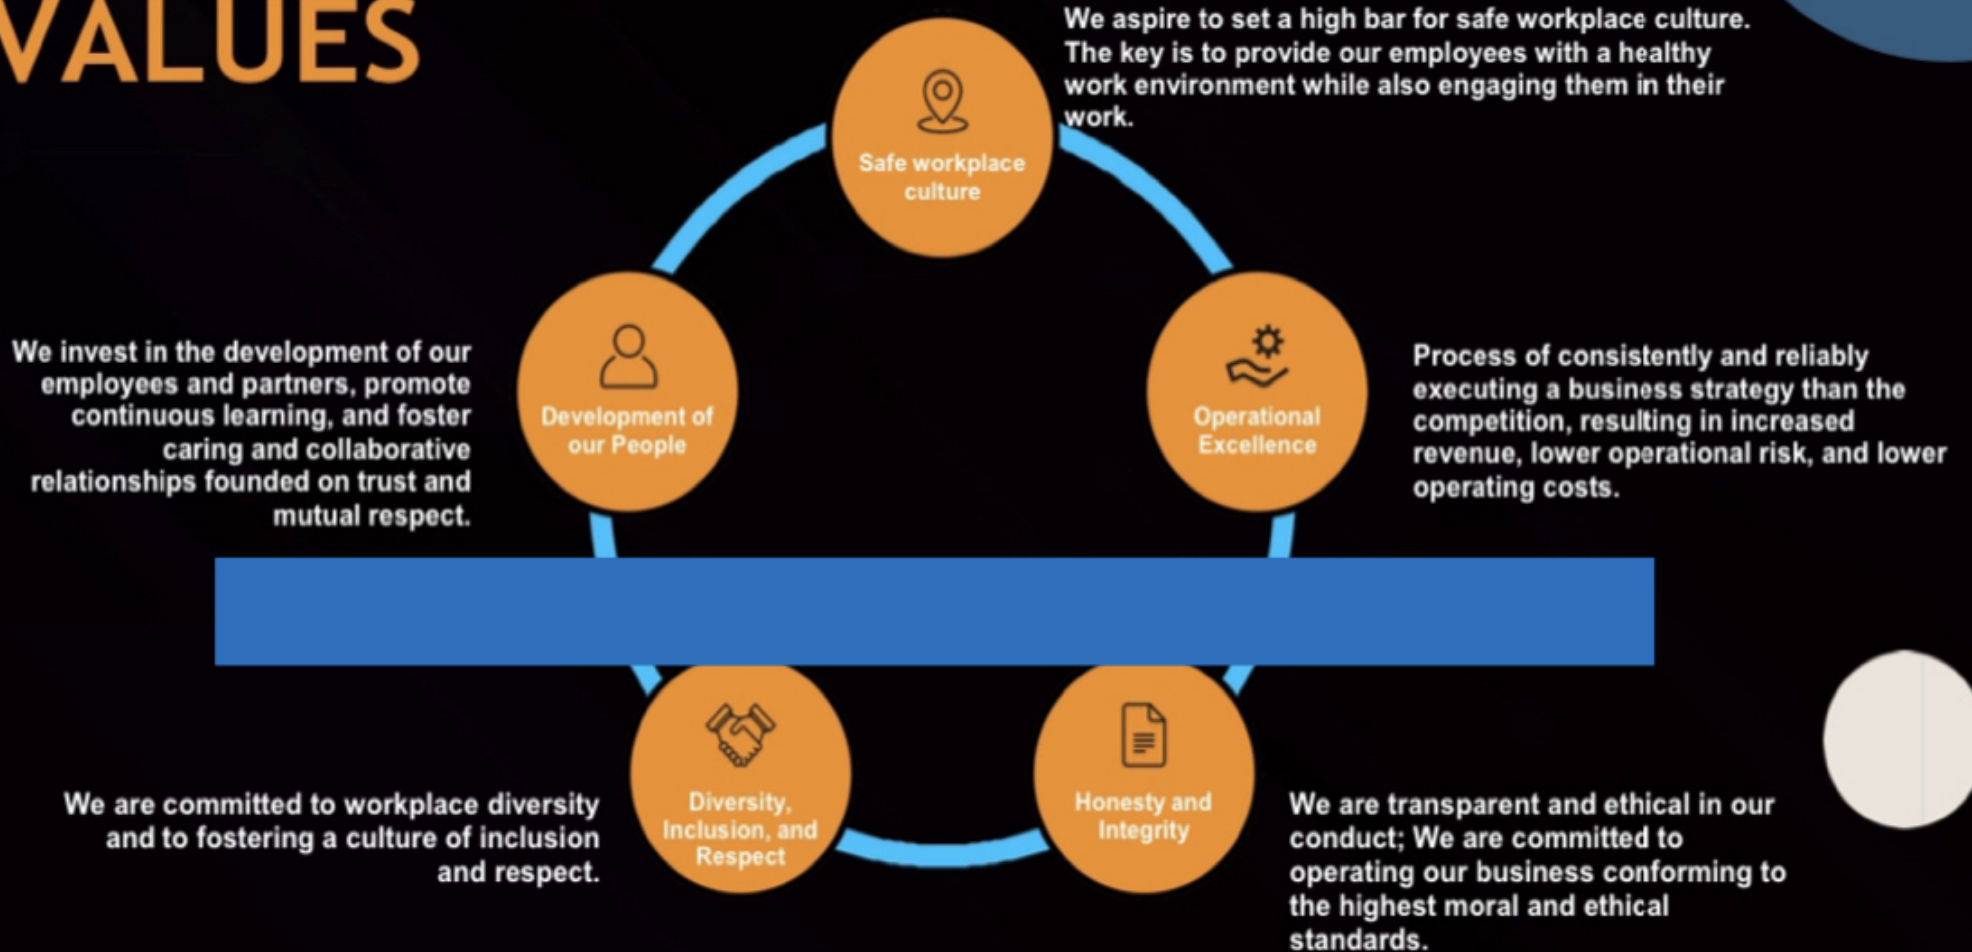 VALUES
We aspire to set a high bar for safe workplace culture.
The key is to provide our employees with a healthy
work environment while also engaging them in their
work.
Safe workplace
culture
We invest in the development of our
employees and partners, promote
continuous learning, and foster
caring and collaborative
relationships founded on trust and
mutual respect.
Development of
our People
Operational
Excellence
Process of consistently and reliably
executing a business strategy than the
competition, resulting in increased
revenue, lower operational risk, and lower
operating costs.
We are committed to workplace diversity
and to fostering a culture of inclusion
and respect.
Diversity,
Inclusion, and
Respect
Honesty and
Integrity
We are transparent and ethical in our
conduct; We are committed to
operating our business conforming to
the highest moral and ethical
standards.